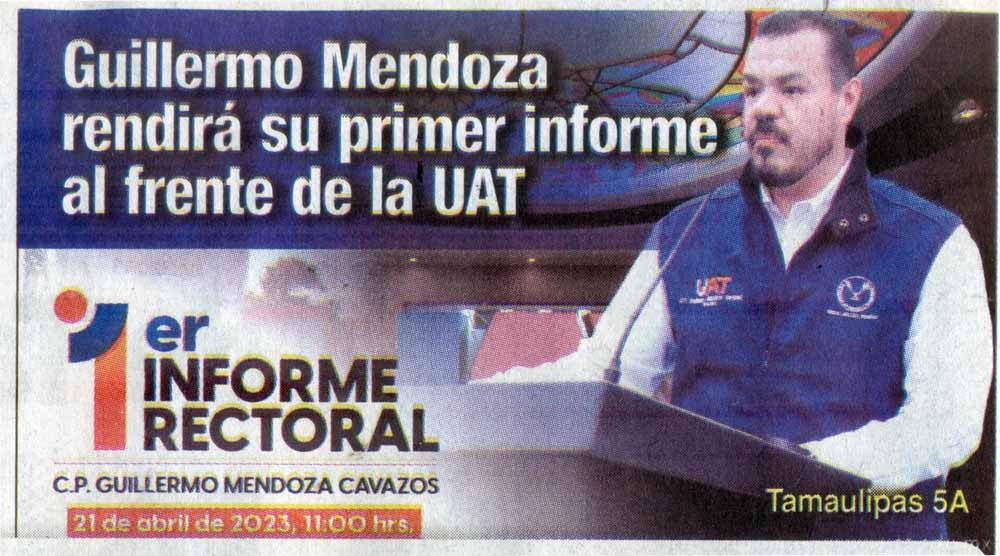 Guillermo Mendoza
rendirá su primer informe
al frente de la UAT
1er
INFORME
RECTORAL
C.P. GUILLERMO MENDOZA CAVAZOS
21 de abril de 2023, 11:00 hrs.
UAT
Tamaulipas 5A